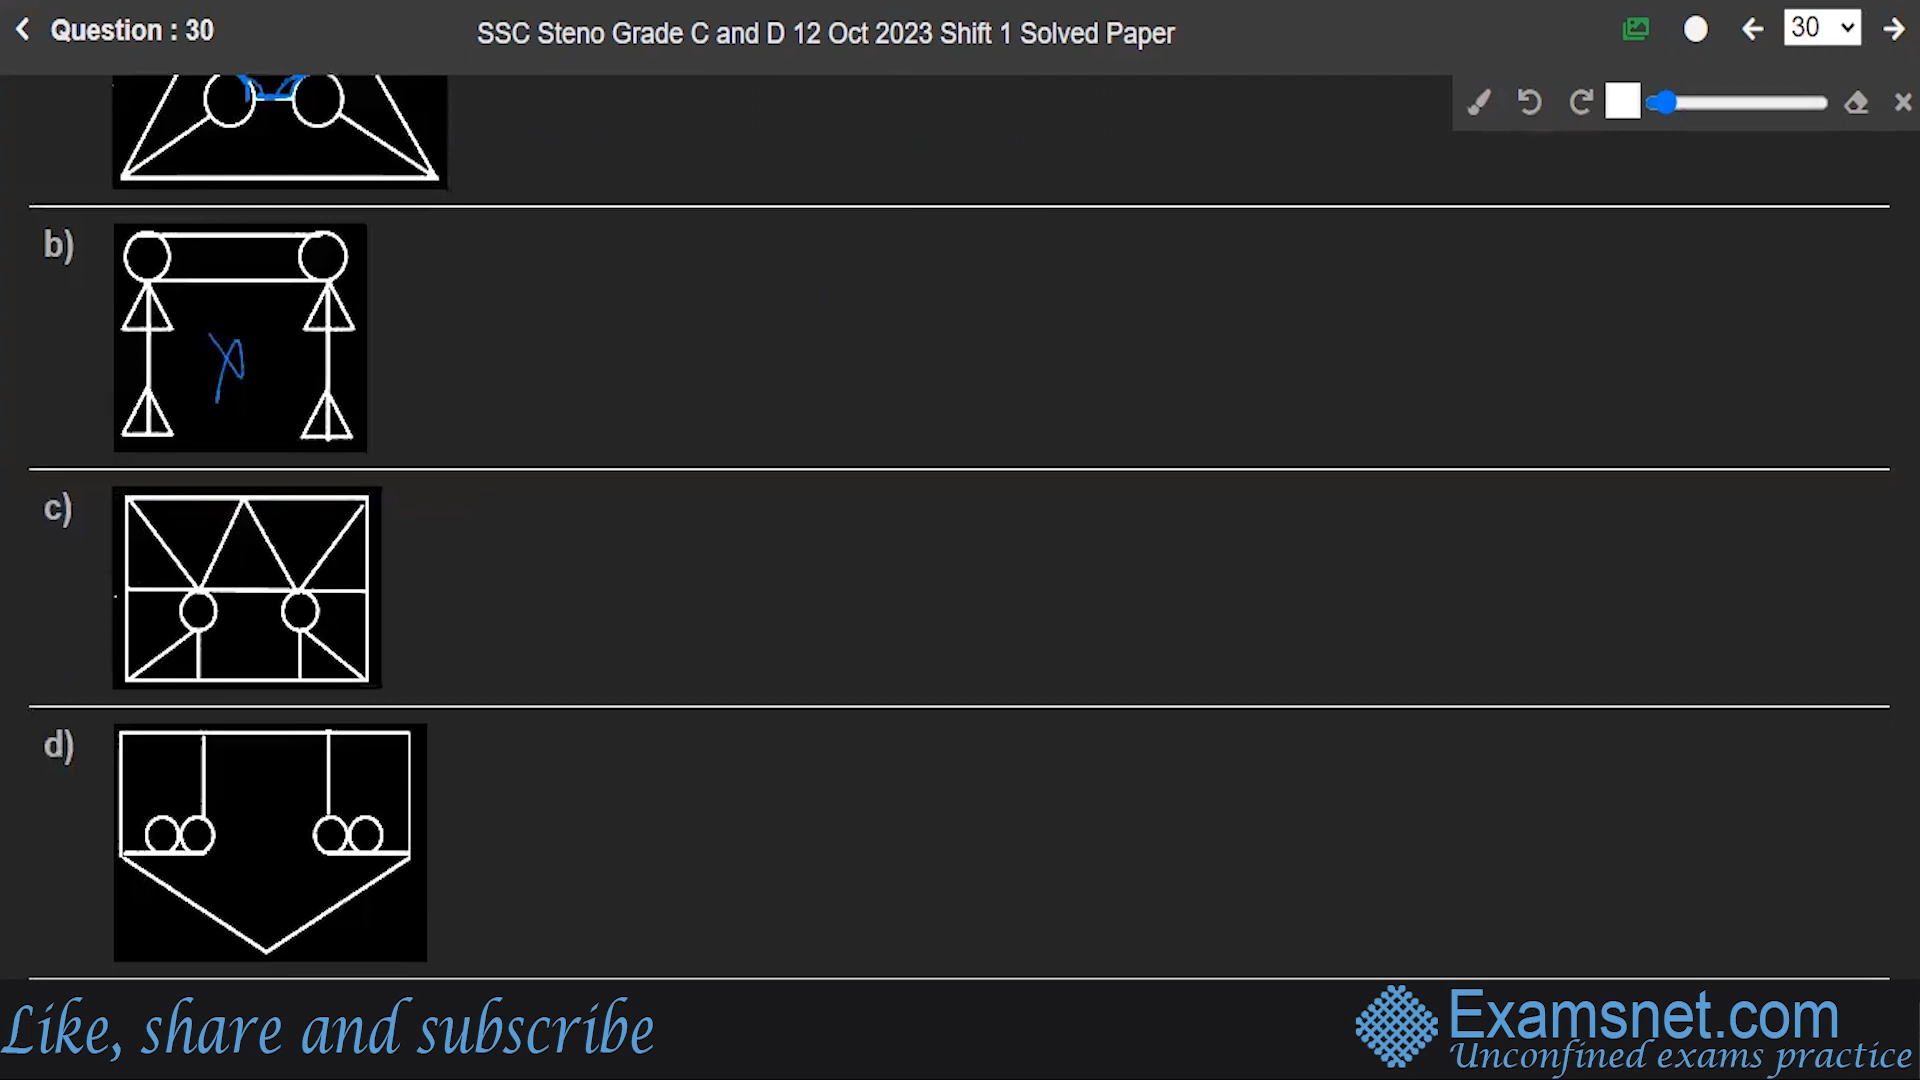 Question : 30
SSC Steno Grade C and D 12 Oct 2023 Shift 1 Solved Paper
30
b)
c)
d)
Like, share and subscribe
Examsnet.com
Unconfined exams practice